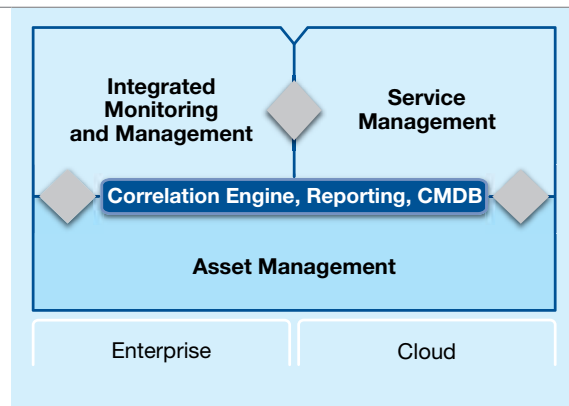 Integrated
Monitoring
and Management
Service
Management
Correlation Engine, Reporting, CMDB
Asset Management
Enterprise
Cloud